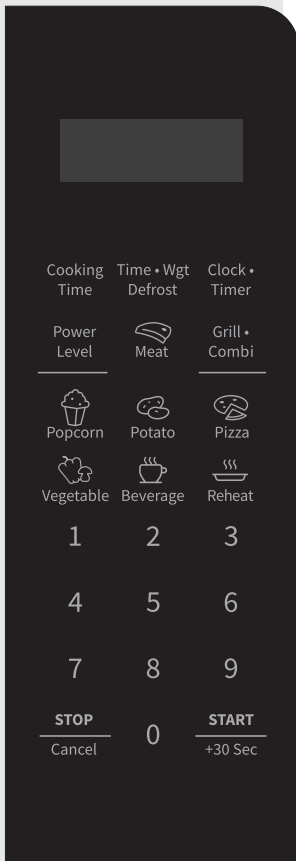 Cooking Time • Wgt Clock •
Time Defrost Timer
Power Grill •
Level Meat Combi
Popcorn Potato Pizza
Vegetable Beverage Reheat
1 2 3
4 5 6
7 8 9
STOP START
0
Cancel +30 Sec